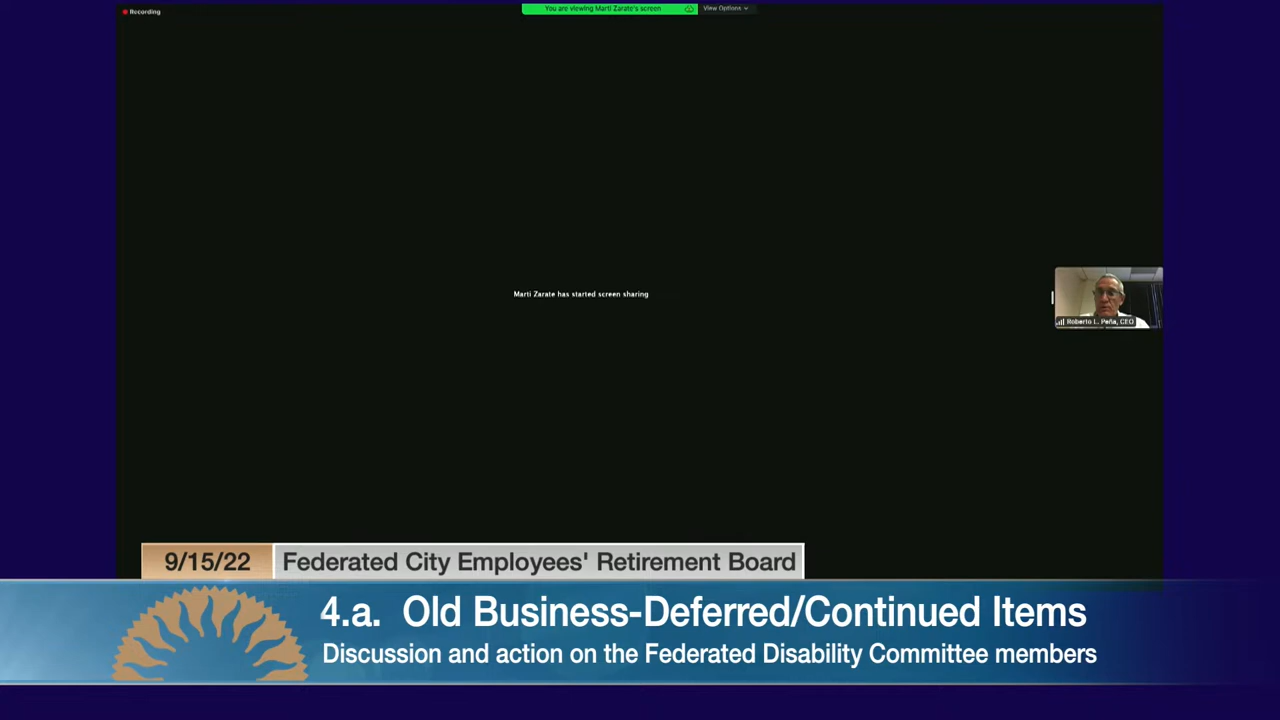 Recording
You are viewing Marti Zarate's screen
View Options
Marti Zarate has started screen sharing
Roberto L. Peña, CEO
9/15/22
Federated City Employees' Retirement Board
4.a. Old Business-Deferred/Continued Items
Discussion and action on the Federated Disability Committee members